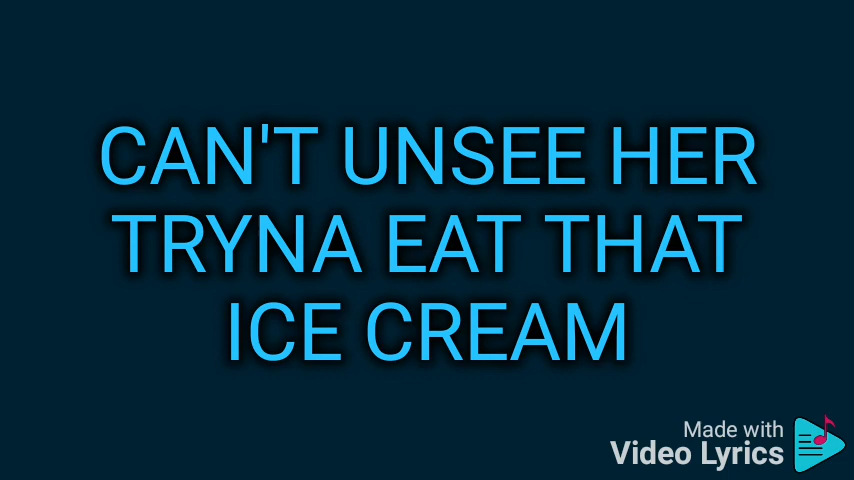 CAN'T UNSEE HER
TRYNA EAT THAT
ICE CREAM
Made with
Video Lyrics